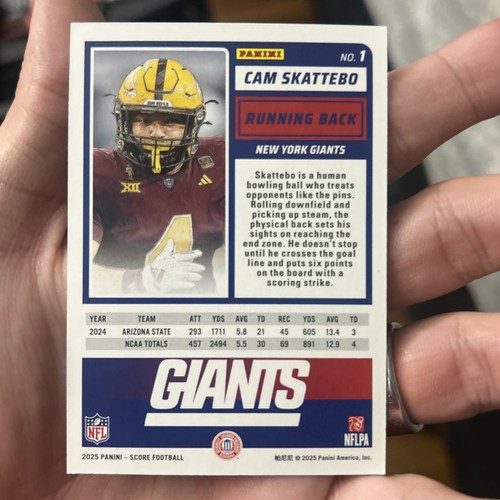 PANINI
NO. 1
CAM SKATTEBO
RUNNING BACK
NEW YORK GIANTS
Skattebo is a human
bowling ball who treats
opponents like the pins.
Rolling downfield and
picking up steam, the
physical back sets his
sights on reaching the
end zone. He doesn't stop
until he crosses the goal
line and puts six points
on the board with a
scoring strike.
XII
4
YEAR TEAM ATT YDS AVG TD REC YDS AVG TD
2024 ARIZONA STATE 293 1711 5.8 21 45 605 13.4 3
NCAA TOTALS 457 2494 5.5 30 69 891 12.9 4
GIANTS
NFL
NFLPA
2025 PANINI – SCORE FOOTBALL
帕尼尼 © 2025 Panini America, Inc.